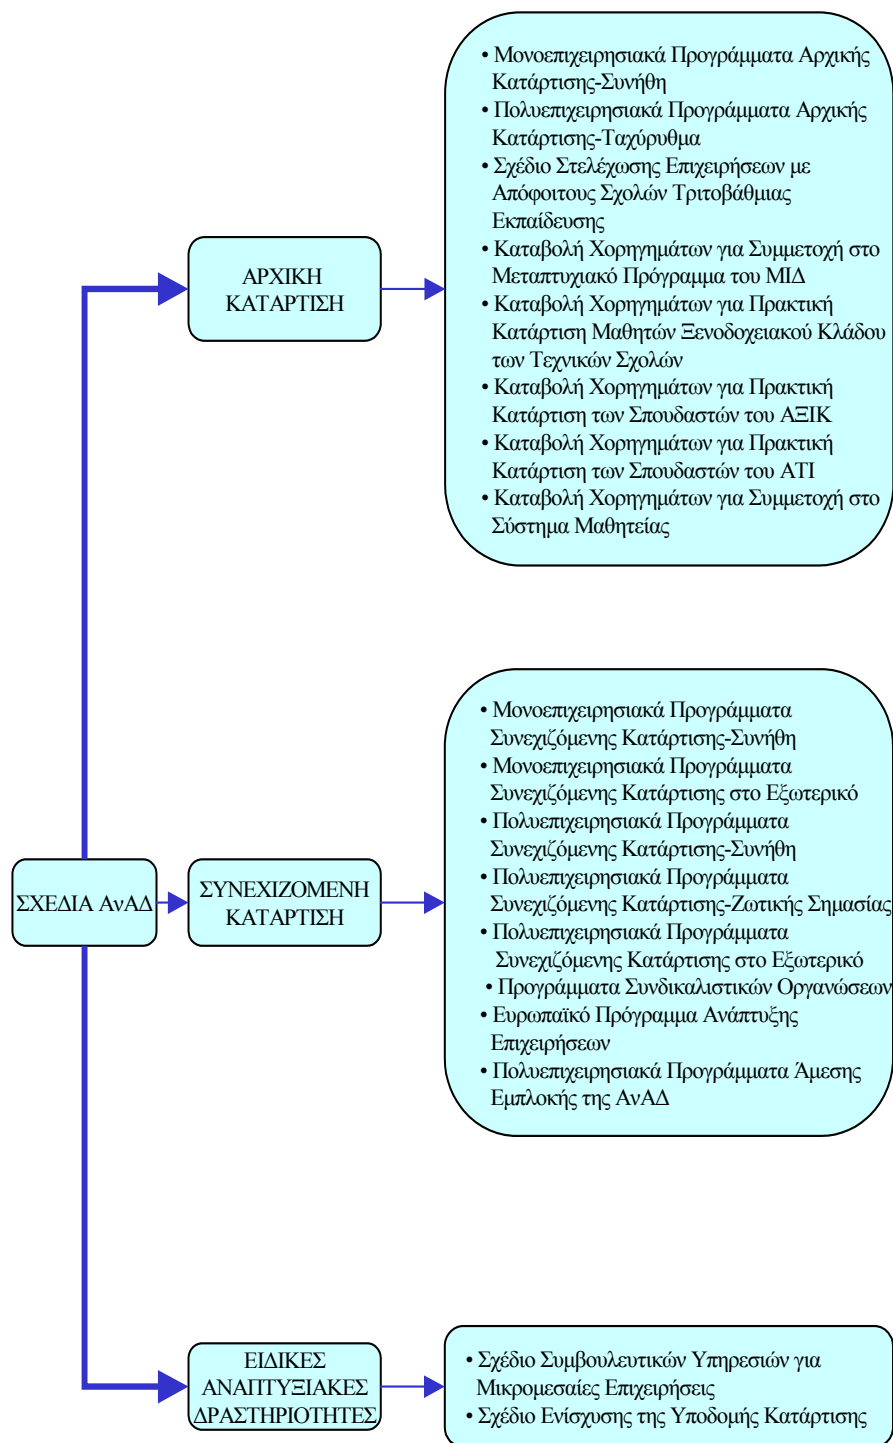 • Μονοεπιχειρησιακά Προγράμματα Αρχικής
Κατάρτισης-Συνήθη
• Πολυεπιχειρησιακά Προγράμματα Αρχικής
Κατάρτισης-Ταχύρυθμα
• Σχέδιο Στελέχωσης Επιχειρήσεων με
Απόφοιτους Σχολών Τριτοβάθμιας
Εκπαίδευσης
• Καταβολή Χορηγημάτων για Συμμετοχή στο
Μεταπτυχιακό Πρόγραμμα του ΜΙΔ
• Καταβολή Χορηγημάτων για Πρακτική
Κατάρτιση Μαθητών Ξενοδοχειακού Κλάδου
των Τεχνικών Σχολών
• Καταβολή Χορηγημάτων για Πρακτική
Κατάρτιση των Σπουδαστών του ΑΞΙΚ
• Καταβολή Χορηγημάτων για Πρακτική
Κατάρτιση των Σπουδαστών του ΑΤΙ
• Καταβολή Χορηγημάτων για Συμμετοχή στο
Σύστημα Μαθητείας
ΑΡΧΙΚΗ
ΚΑΤΑΡΤΙΣΗ
• Μονοεπιχειρησιακά Προγράμματα
Συνεχιζόμενης Κατάρτισης-Συνήθη
• Μονοεπιχειρησιακά Προγράμματα
Συνεχιζόμενης Κατάρτισης στο Εξωτερικό
• Πολυεπιχειρησιακά Προγράμματα
Συνεχιζόμενης Κατάρτισης-Συνήθη
• Πολυεπιχειρησιακά Προγράμματα
Συνεχιζόμενης Κατάρτισης-Ζωτικής Σημασίας
• Πολυεπιχειρησιακά Προγράμματα
Συνεχιζόμενης Κατάρτισης στο Εξωτερικό
• Προγράμματα Συνδικαλιστικών Οργανώσεων
• Ευρωπαϊκό Πρόγραμμα Ανάπτυξης
Επιχειρήσεων
• Πολυεπιχειρησιακά Προγράμματα Άμεσης
Εμπλοκής της ΑνΑΔ
ΣΧΕΔΙΑ ΑνΑΔ
ΣΥΝΕΧΙΖΟΜΕΝΗ
ΚΑΤΑΡΤΙΣΗ
ΕΙΔΙΚΕΣ
ΑΝΑΠΤΥΞΙΑΚΕΣ
ΔΡΑΣΤΗΡΙΟΤΗΤΕΣ
• Σχέδιο Συμβουλευτικών Υπηρεσιών για
Μικρομεσαίες Επιχειρήσεις
• Σχέδιο Ενίσχυσης της Υποδομής Κατάρτισης